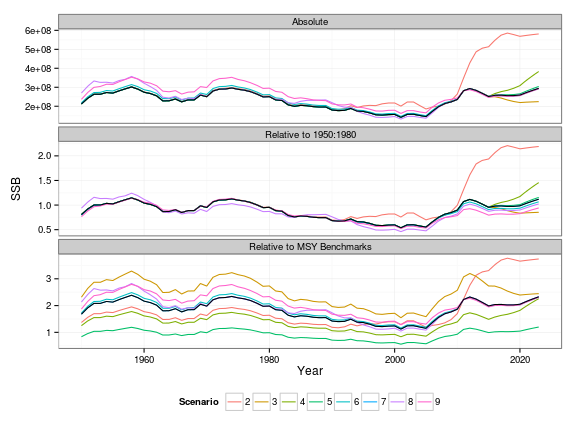 Absolute
6e+08
5e+08
4e+08
3e+08
2e+08
Relative to 1950:1980
2.0
1.5
1.0
0.5
SSB
Relative to MSY Benchmarks
3
2
1
1960 1980 2000 2020
Year
Scenario 2 3 4 5 6 7 8 9